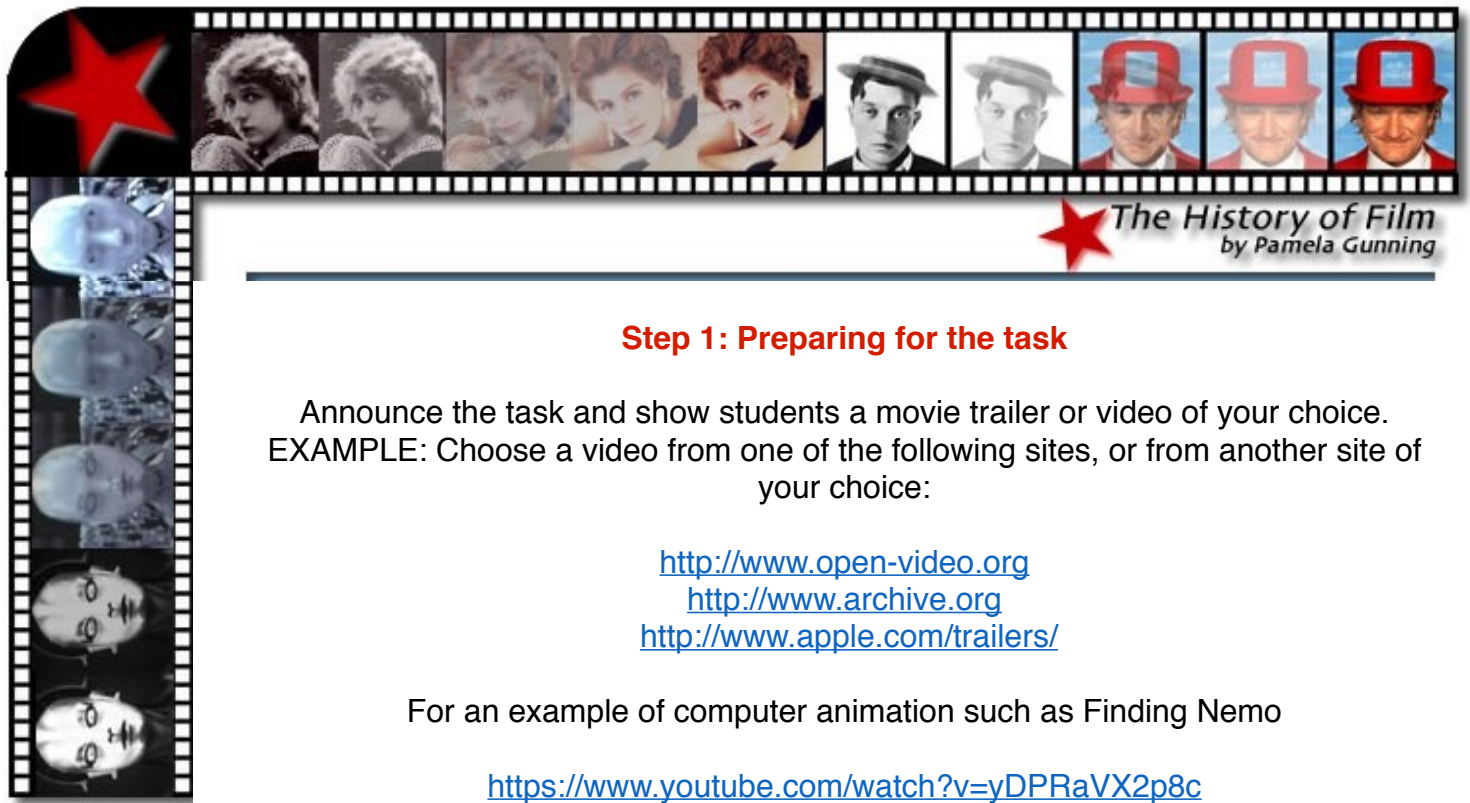 The History of Film
by Pamela Gunning
Step 1: Preparing for the task
Announce the task and show students a movie trailer or video of your choice.
EXAMPLE: Choose a video from one of the following sites, or from another site of
your choice:
http://www.open-video.org
http://www.archive.org
http://www.apple.com/trailers/
For an example of computer animation such as Finding Nemo
https://www.youtube.com/watch?v=yDPRaVX2p8c